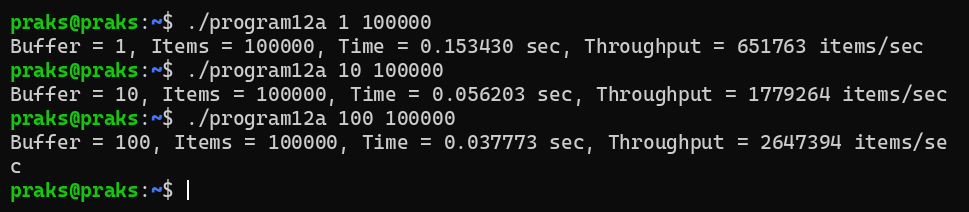 praks@praks:~$ ./program12a 1 100000
Buffer = 1, Items = 100000, Time = 0.153430 sec, Throughput = 651763 items/sec
praks@praks:~$ ./program12a 10 100000
Buffer = 10, Items = 100000, Time = 0.056203 sec, Throughput = 1779264 items/sec
praks@praks:~$ ./program12a 100 100000
Buffer = 100, Items = 100000, Time = 0.037773 sec, Throughput = 2647394 items/se
c
praks@praks:~$